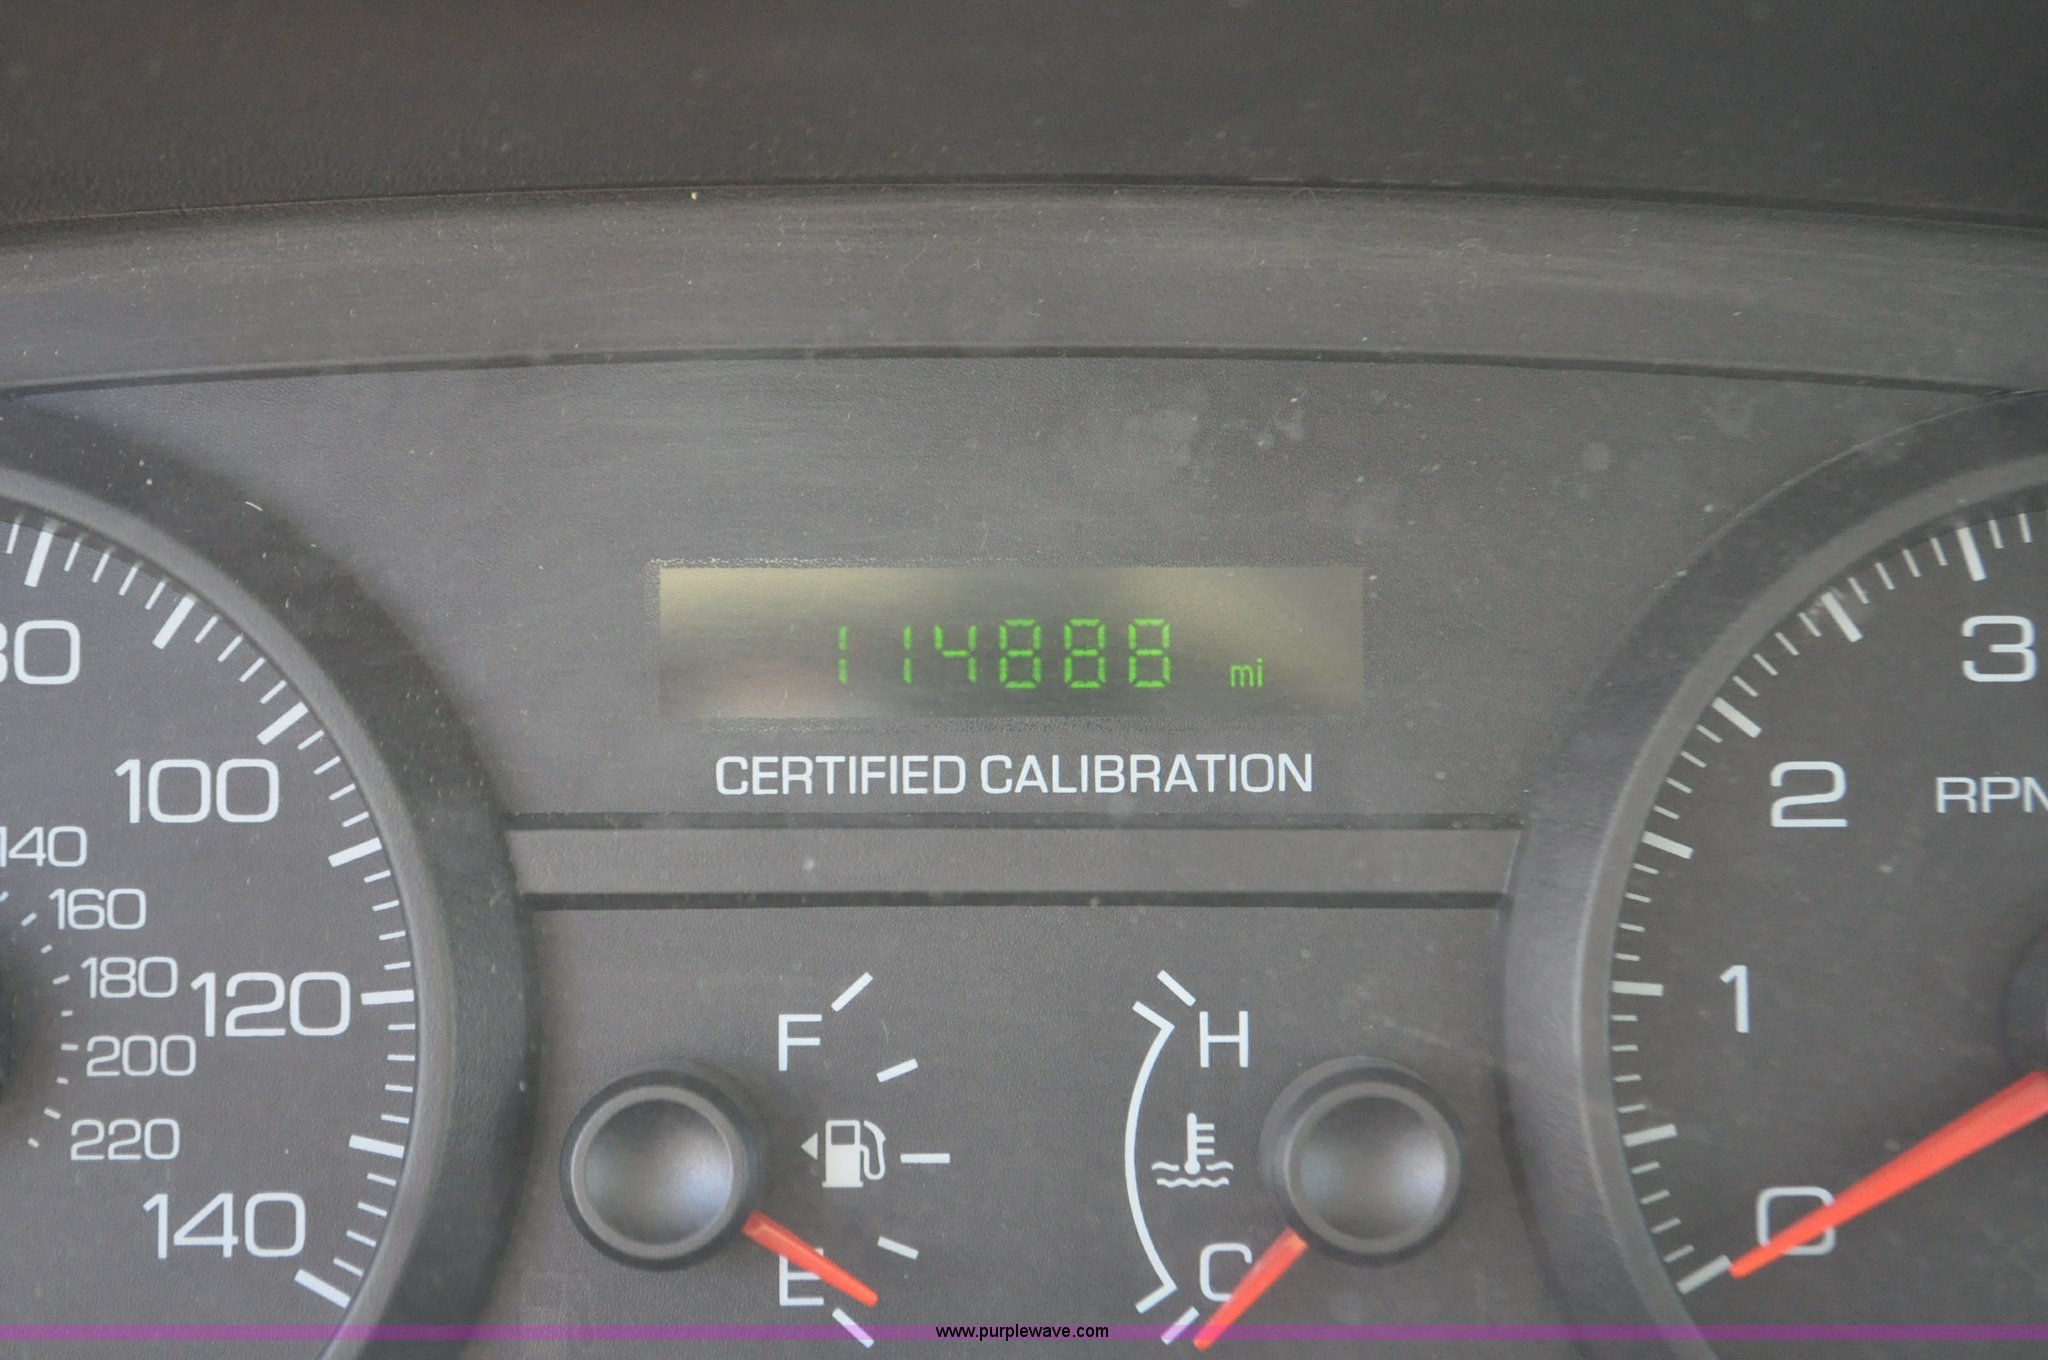 114888 mi
CERTIFIED CALIBRATION
100
120
140
140
160
180
200
220
F
E
H
C
3
2
1
0
www.purplewave.com